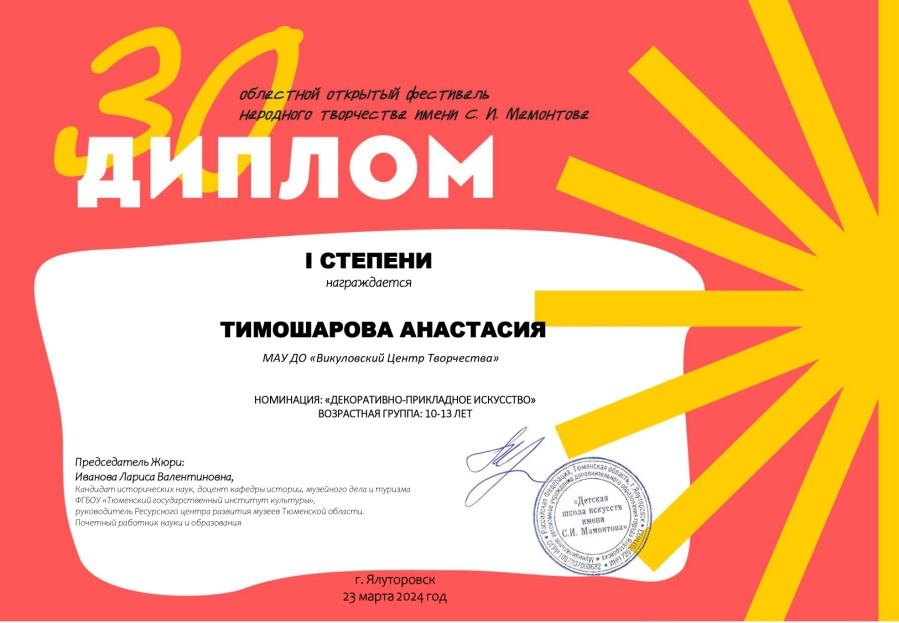 30
областной открытый фестиваль
народного творчества имени С. И. Мамонтова
ДИПЛОМ
I СТЕПЕНИ
награждается
ТИМОШАРОВА АНАСТАСИЯ
МАУ ДО «Викуловский Центр Творчества»
НОМИНАЦИЯ: «ДЕКОРАТИВНО-ПРИКЛАДНОЕ ИСКУССТВО»
ВОЗРАСТНАЯ ГРУППА: 10-13 ЛЕТ
Председатель Жюри:
Иванова Лариса Валентиновна,
Кандидат исторических наук, доцент кафедры истории, музейного дела и туризма
ФГБОУ «Тюменский государственный институт культуры»,
руководитель Ресурсного центра развития музеев Тюменской области.
Почетный работник науки и образования
«Детская
школа искусств
имени
С.И. Мамонтова»
г. Ялуторовск
23 марта 2024 год